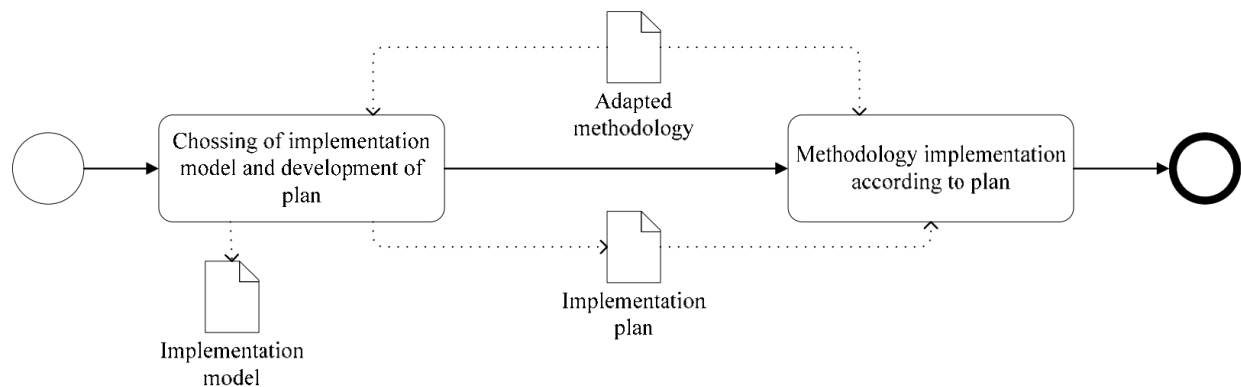 Adapted
methodology
Chossing of implementation
model and development of
plan
Methodology implementation
according to plan
Implementation
plan
Implementation
model